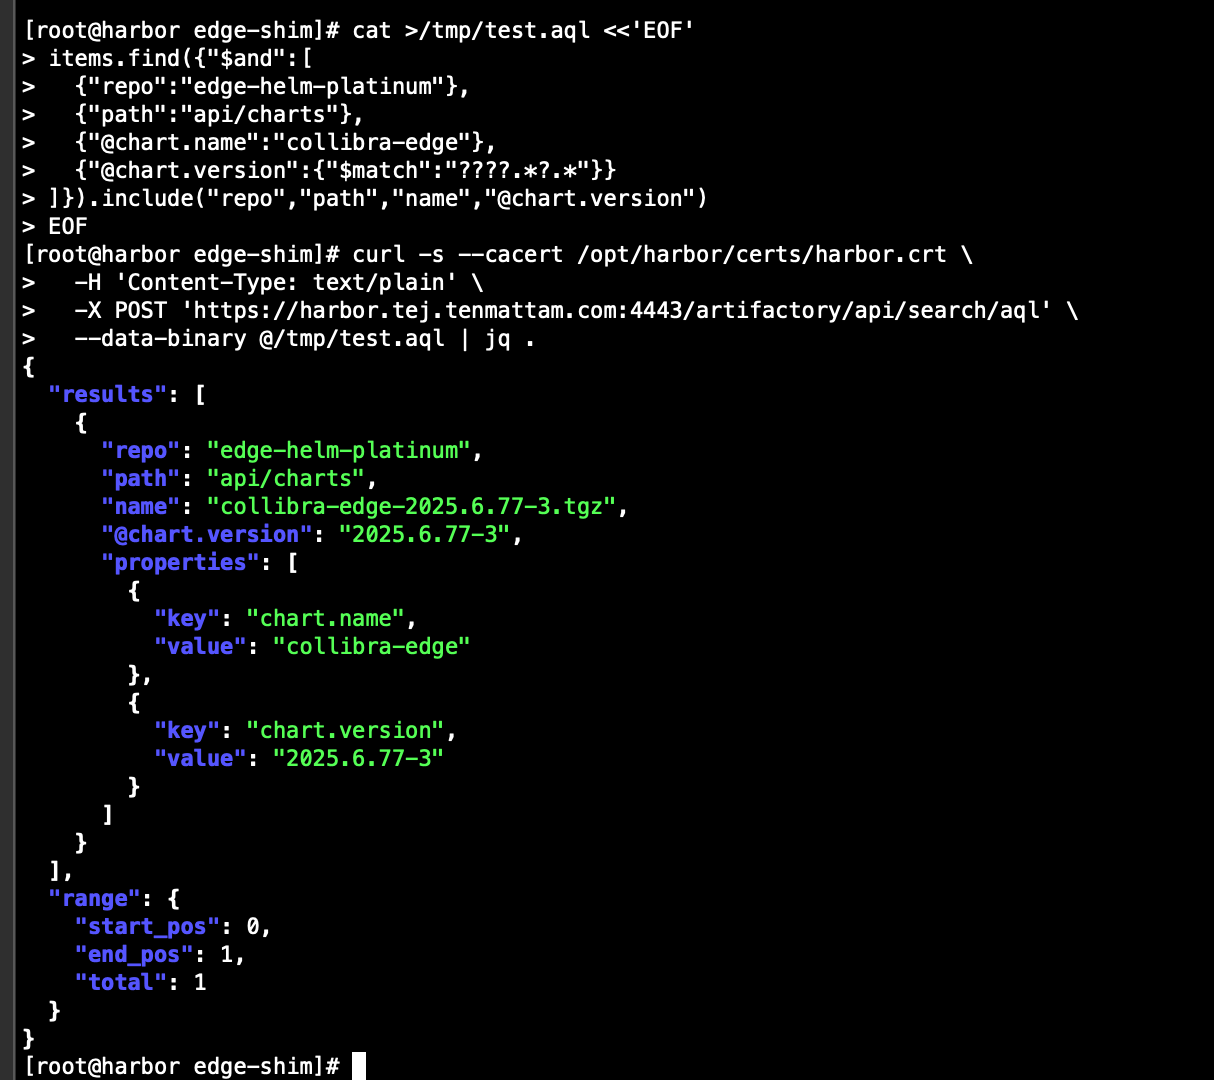 [root@harbor edge-shim]# cat >/tmp/test.aql <<'EOF'
> items.find({"$and":[
>   {"repo":"edge-helm-platinum"},
>   {"path":"api/charts"},
>   {"@chart.name":"collibra-edge"},
>   {"@chart.version":{"$match":"????.*?.*"}}
> ]}).include("repo","path","name","@chart.version")
> EOF
[root@harbor edge-shim]# curl -s --cacert /opt/harbor/certs/harbor.crt \
>   -H 'Content-Type: text/plain' \
>   -X POST 'https://harbor.tej.tenmattam.com:4443/artifactory/api/search/aql' \
>   --data-binary @/tmp/test.aql | jq .
{
  "results": [
    {
      "repo": "edge-helm-platinum",
      "path": "api/charts",
      "name": "collibra-edge-2025.6.77-3.tgz",
      "@chart.version": "2025.6.77-3",
      "properties": [
        {
          "key": "chart.name",
          "value": "collibra-edge"
        },
        {
          "key": "chart.version",
          "value": "2025.6.77-3"
        }
      ]
    }
  ],
  "range": {
    "start_pos": 0,
    "end_pos": 1,
    "total": 1
  }
}
[root@harbor edge-shim]#